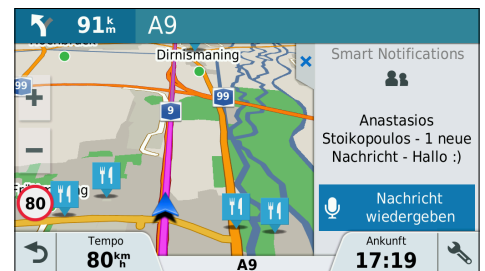 91 km A9
Smart Notifications
Dirnismaning
99
99
9
Anastasios
Stoikopoulos - 1 neue
Nachricht - Hallo :)
80
Nachricht
wiedergeben
Tempo
80 km h
A9
Ankunft
17:19